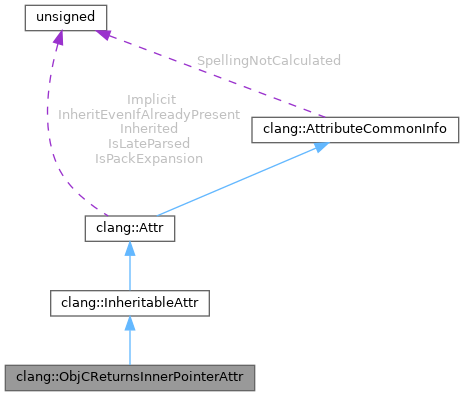 unsigned
SpellingNotCalculated
Implicit
InheritEvenIfAlreadyPresent
Inherited
IsLateParsed
IsPackExpansion
clang::AttributeCommonInfo
clang::Attr
clang::InheritableAttr
clang::ObjCReturnsInnerPointerAttr